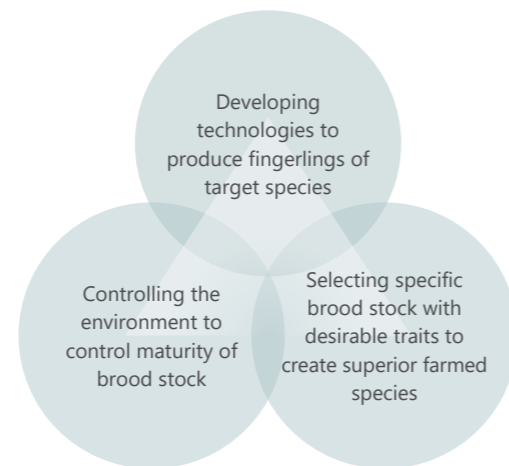 Developing
technologies to
produce fingerlings of
target species
Controlling the
environment to
control maturity of
brood stock
Selecting specific
brood stock with
desirable traits to
create superior farmed
species